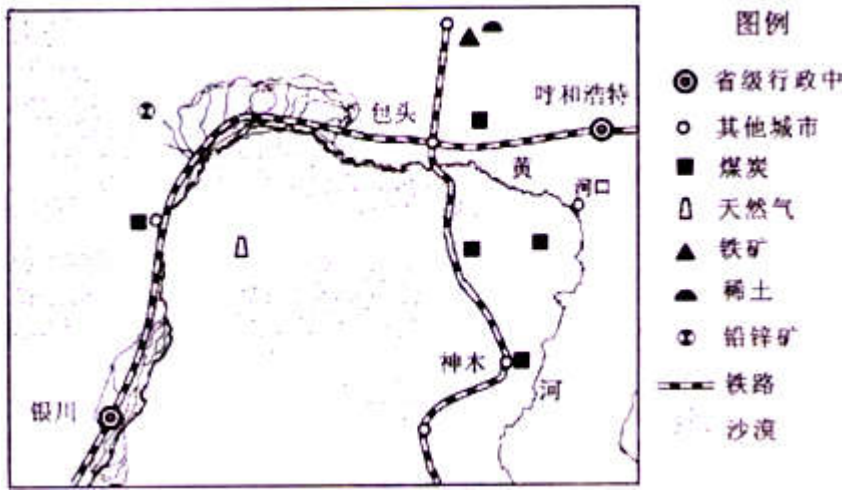 图例
省级行政中
其他城市
煤炭
天然气
铁矿
稀土
铅锌矿
铁路
沙漠
呼和浩特
包头
黄
河口
神木
河
银川